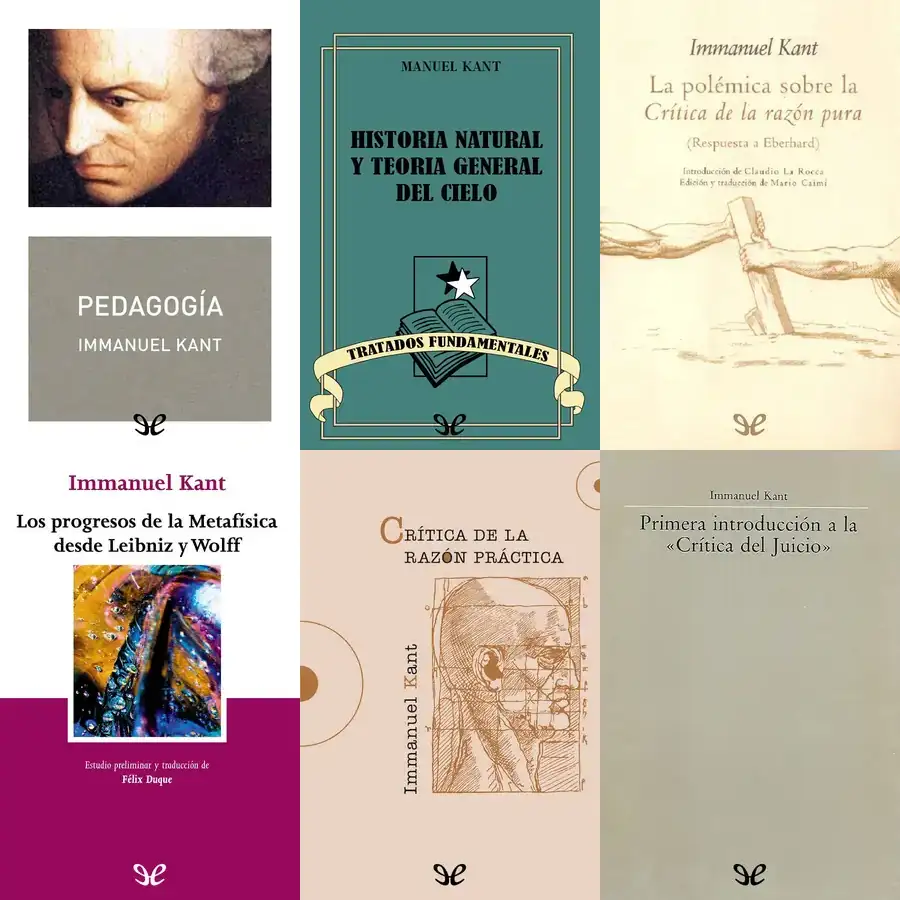 PEDAGOGÍA
IMMANUEL KANT
MANUEL KANT
HISTORIA NATURAL
Y TEORIA GENERAL
DEL CIELO
TRATADOS FUNDAMENTALES
Immanuel Kant
La polémica sobre la
Crítica de la razón pura
(Respuesta a Eberhard)
Introducción de Claudio La Rocca
Edición y traducción de Mario Caimi
Immanuel Kant
Los progresos de la Metafísica
desde Leibniz y Wolff
Estudio preliminar y traducción de
Félix Duque
CRÍTICA DE LA
RAZÓN PRÁCTICA
Immanuel Kant
Immanuel Kant
Primera introducción a la
«Crítica del Juicio»